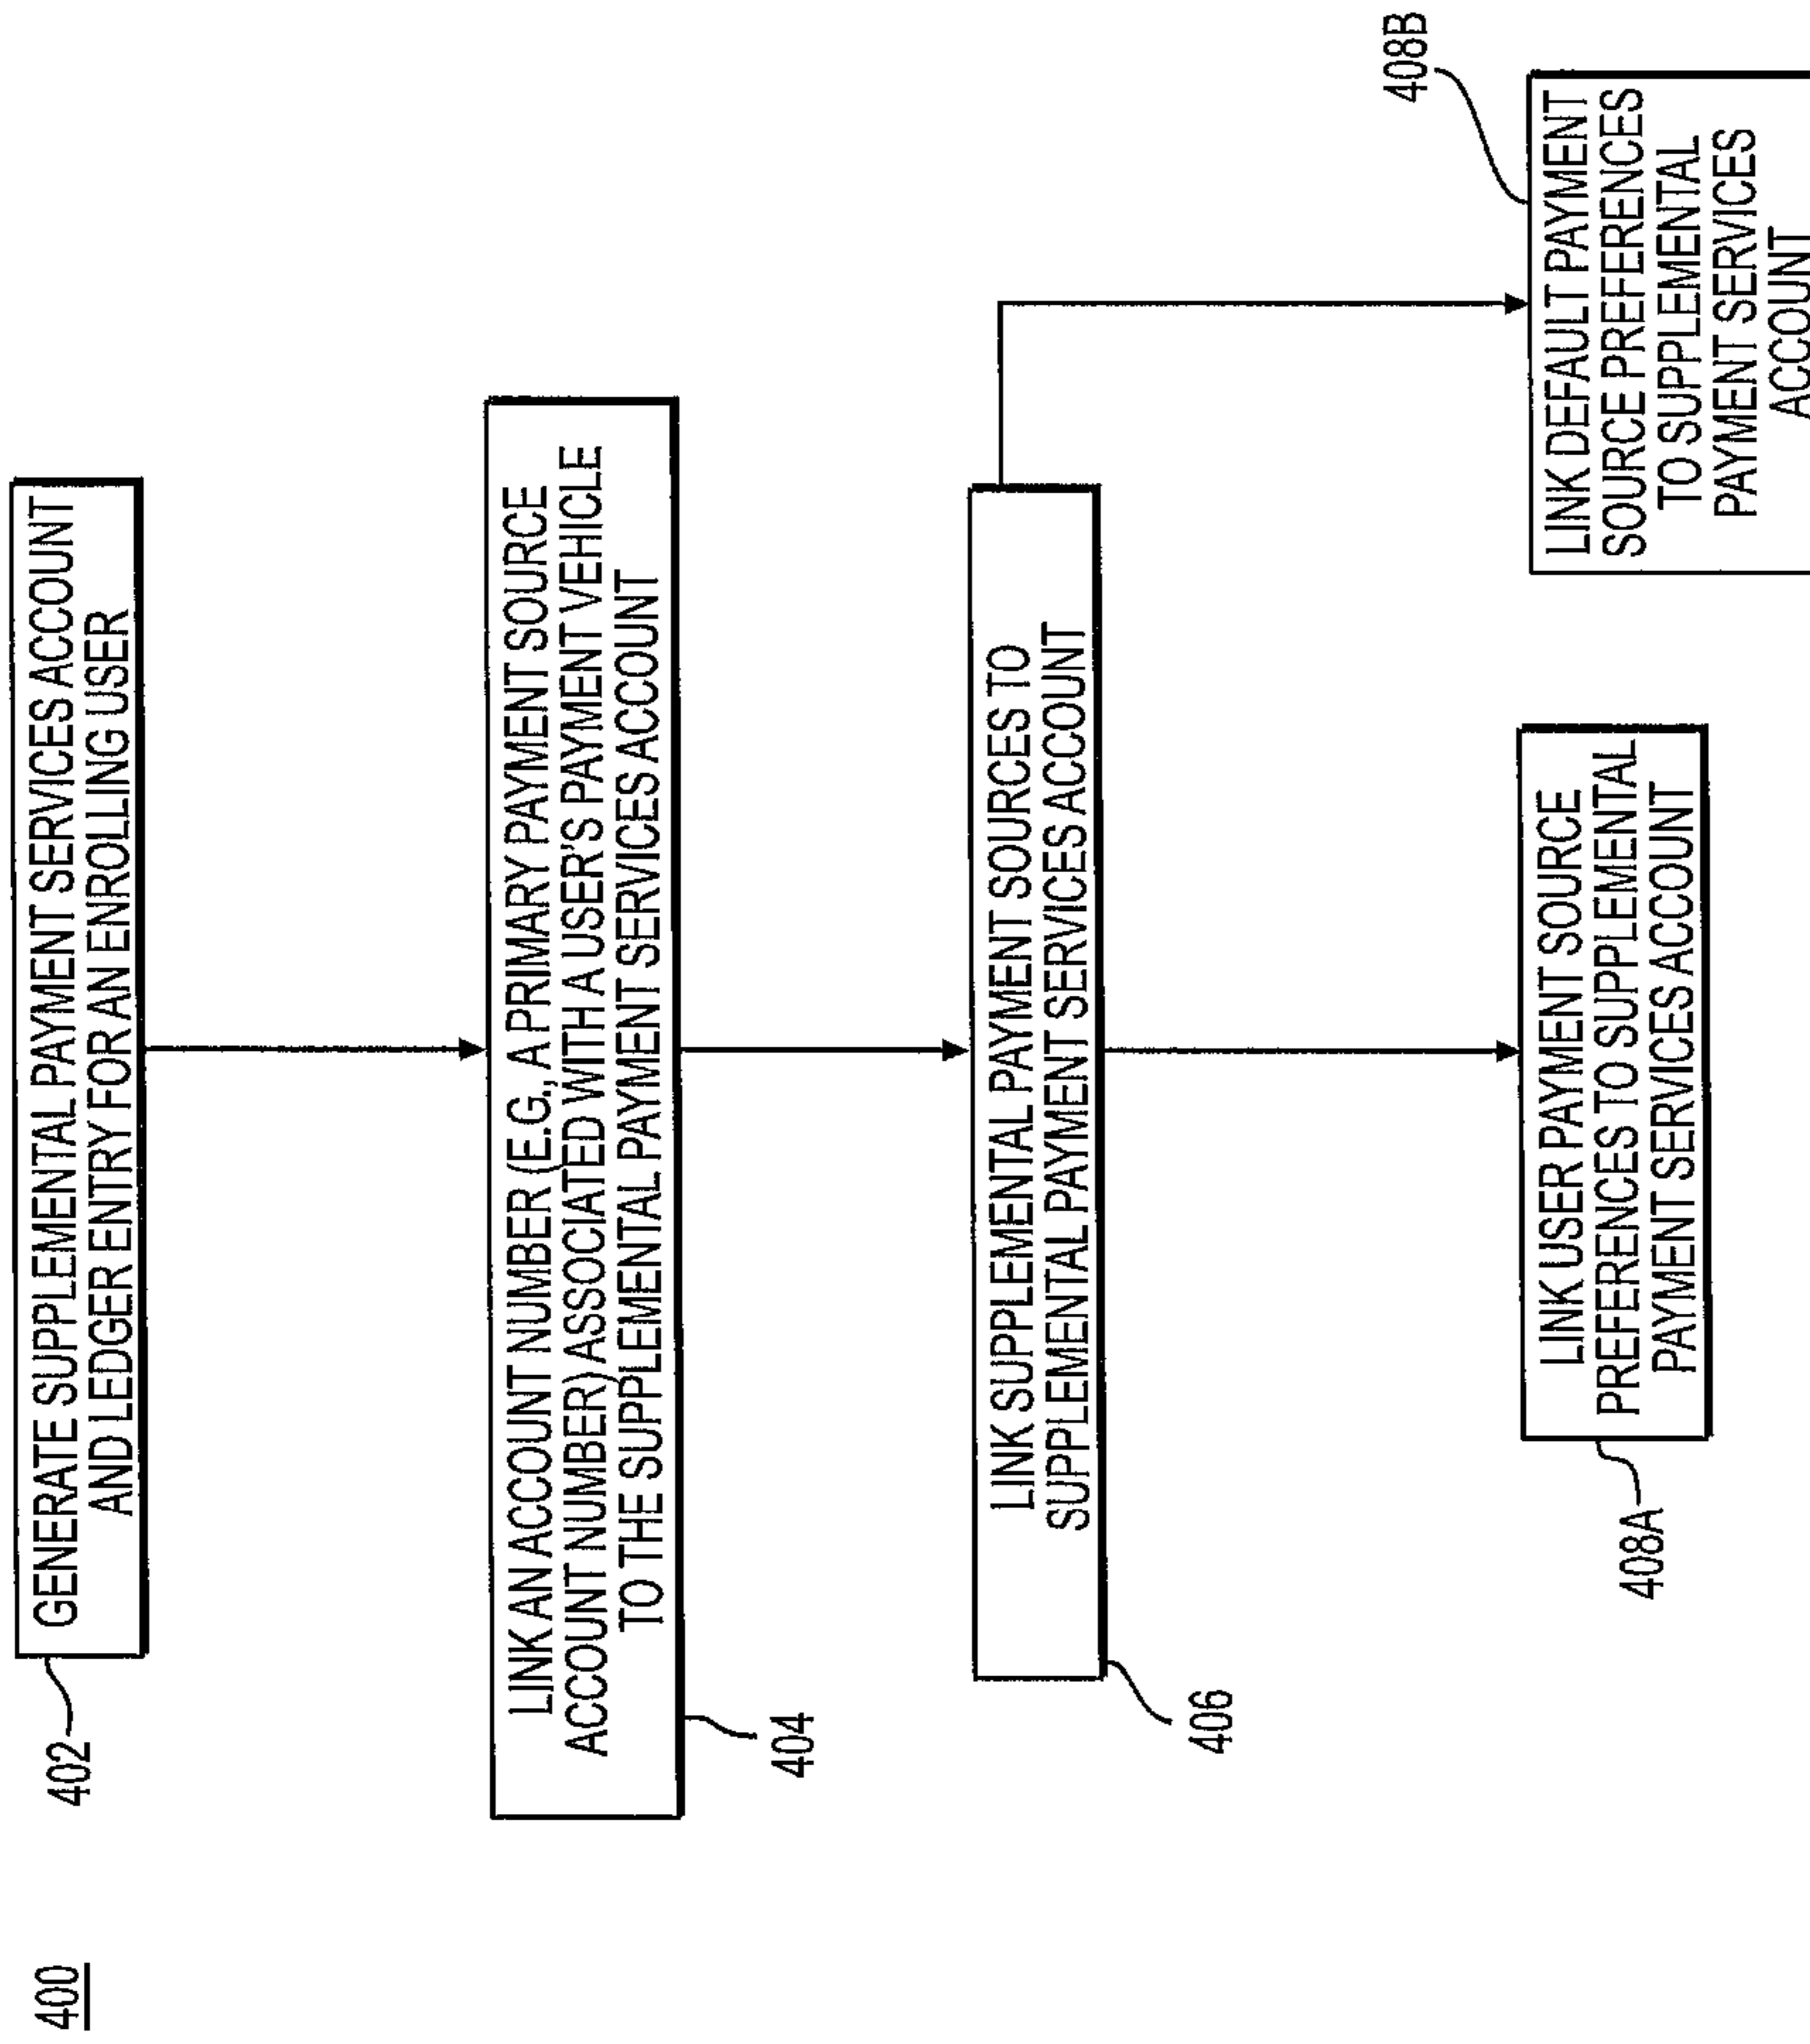 400
402
GENERATE SUPPLEMENTAL PAYMENT SERVICES ACCOUNT
AND LEDGER ENTRY FOR AN ENROLLING USER
LINK AN ACCOUNT NUMBER (E.G., A PRIMARY PAYMENT SOURCE
ACCOUNT NUMBER) ASSOCIATED WITH A USER'S PAYMENT VEHICLE
TO THE SUPPLEMENTAL PAYMENT SERVICES ACCOUNT
404
LINK SUPPLEMENTAL PAYMENT SOURCES TO
SUPPLEMENTAL PAYMENT SERVICES ACCOUNT
406
408A
LINK USER PAYMENT SOURCE
PREFERENCES TO SUPPLEMENTAL
PAYMENT SERVICES ACCOUNT
408B
LINK DEFAULT PAYMENT
SOURCE PREFERENCES
TO SUPPLEMENTAL
PAYMENT SERVICES
ACCOUNT